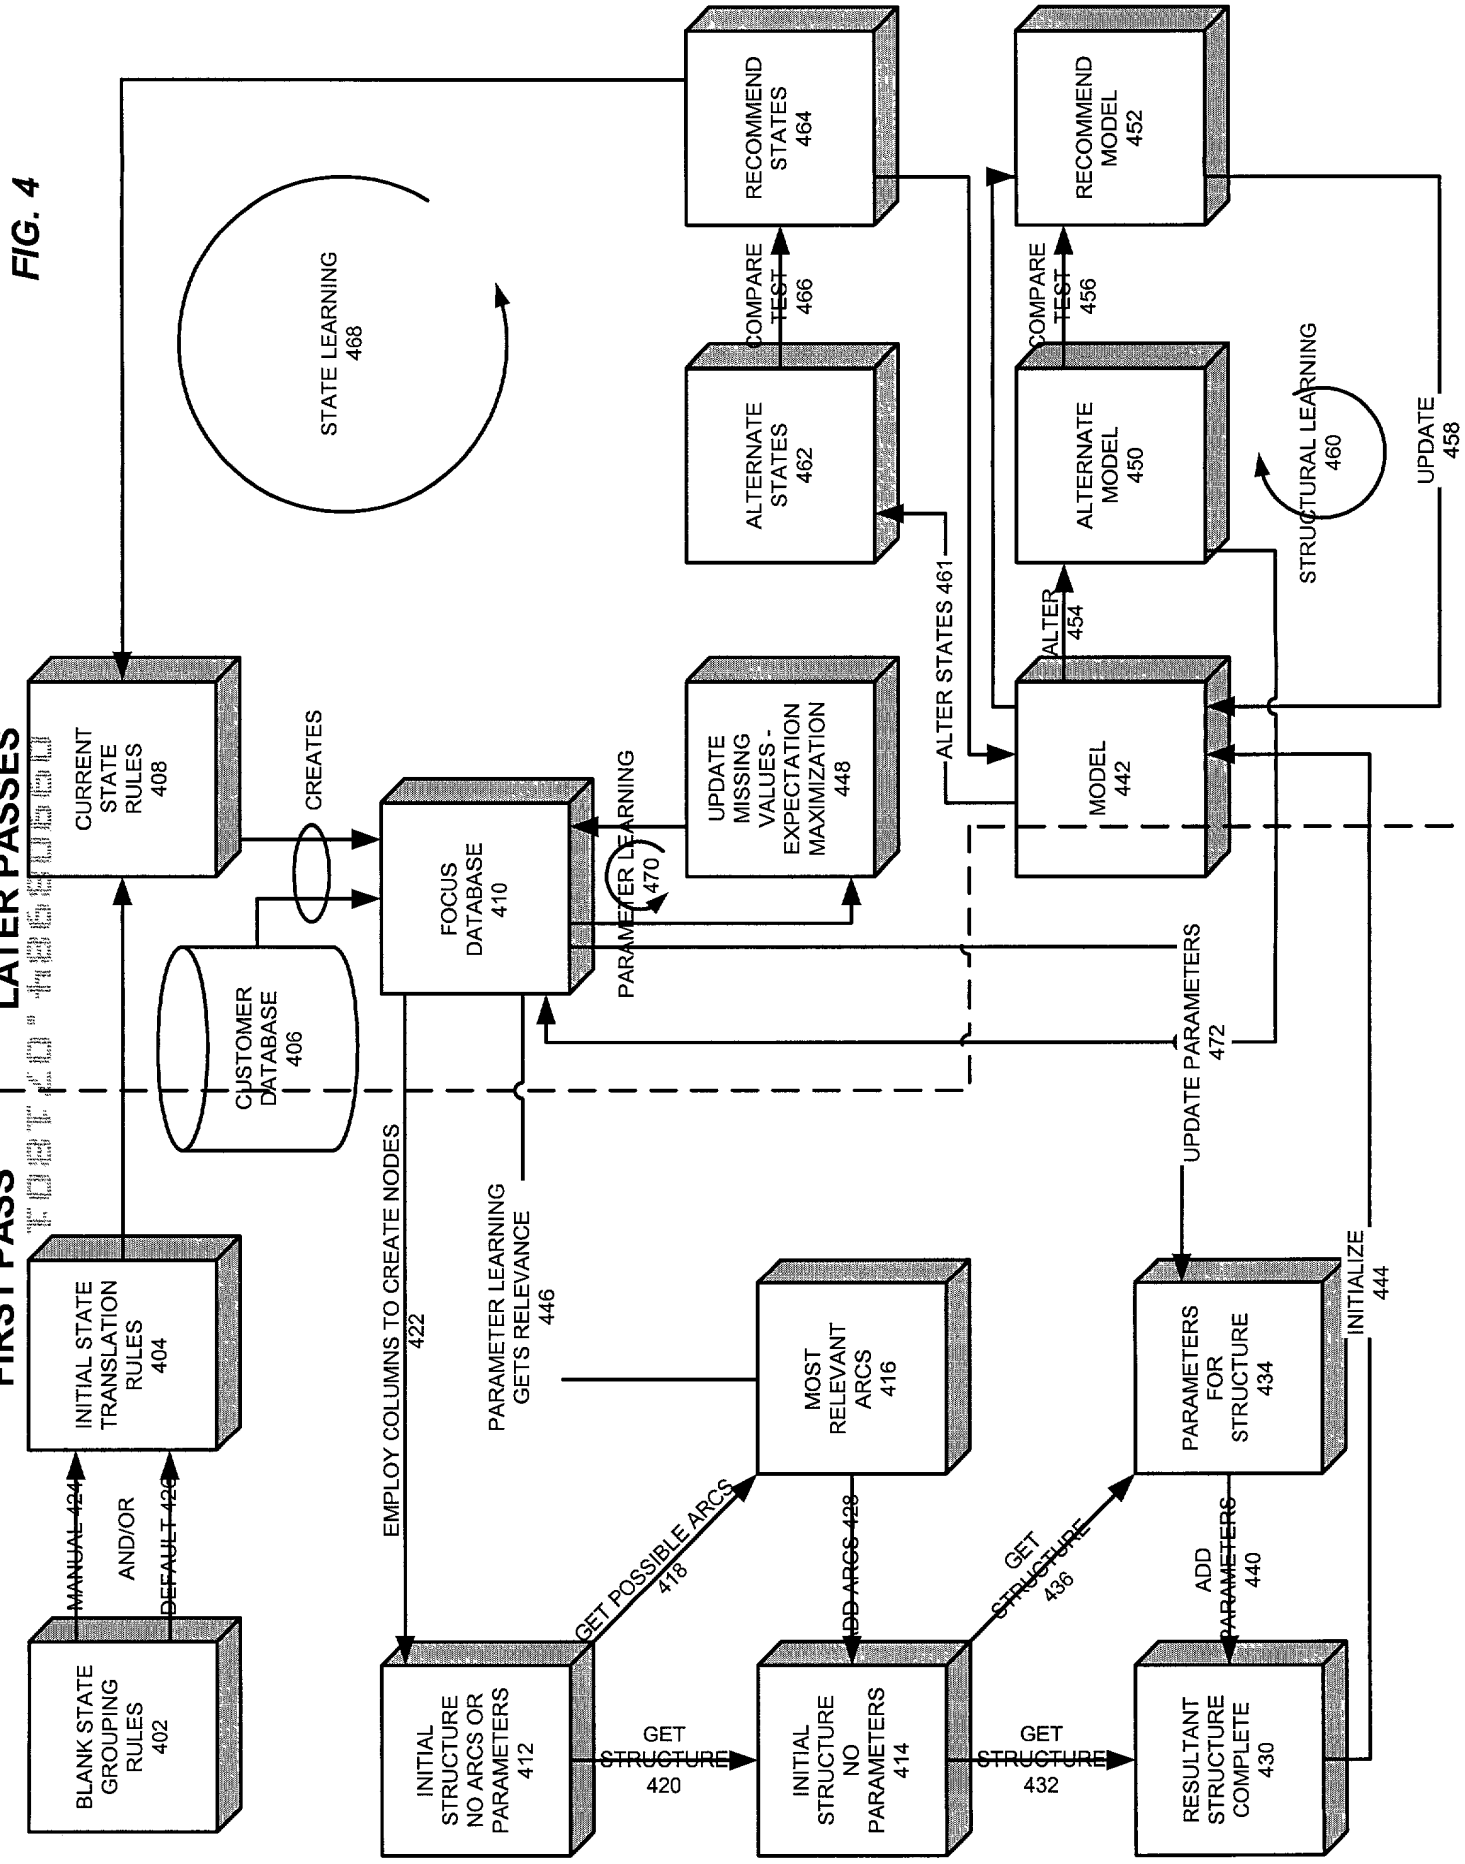 FIG. 4
FIRST PASS
LATER PASSES
BLANK STATE
GROUPING
RULES
402
MANUAL 424
AND/OR
DEFAULT 426
INITIAL STATE
TRANSLATION
RULES
404
CURRENT
STATE
RULES
408
CUSTOMER
DATABASE
406
CREATES
STATE LEARNING
468
FOCUS
DATABASE
410
EMPLOY COLUMNS TO CREATE NODES
422
PARAMETER LEARNING
GETS RELEVANCE
446
PARAMETER LEARNING
470
UPDATE
MISSING
VALUES -
EXPECTATION
MAXIMIZATION
448
ALTERNATE
STATES
462
COMPARE
TEST
466
RECOMMEND
STATES
464
INITIAL
STRUCTURE
NO ARCS OR
PARAMETERS
412
GET POSSIBLE ARCS
418
GET
STRUCTURE
420
MOST
RELEVANT
ARCS
416
ADD ARCS 428
INITIAL
STRUCTURE
NO
PARAMETERS
414
GET
STRUCTURE
436
GET
STRUCTURE
432
ALTER STATES 461
MODEL
442
ALTER
454
ALTERNATE
MODEL
450
COMPARE
TEST
456
RECOMMEND
MODEL
452
UPDATE PARAMETERS
472
PARAMETERS
FOR
STRUCTURE
434
ADD
PARAMETERS
440
RESULTANT
STRUCTURE
COMPLETE
430
INITIALIZE
444
STRUCTURAL LEARNING
460
UPDATE
458